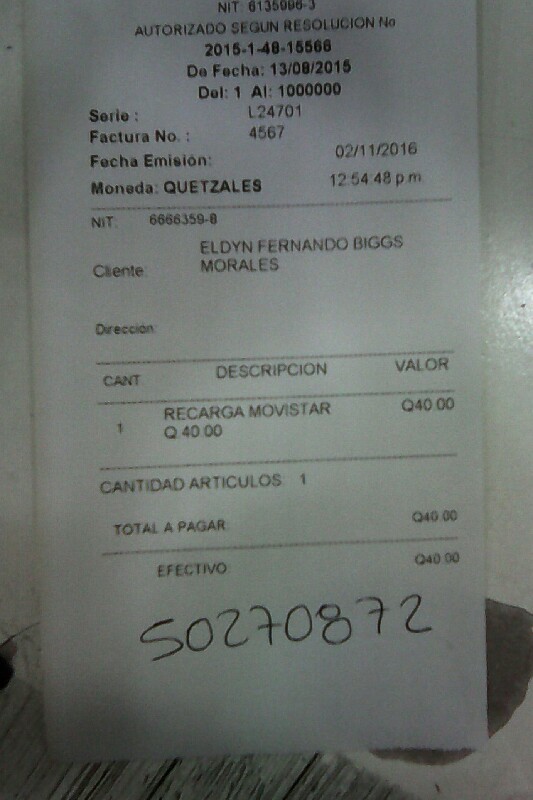 NIT: 6135996-3
AUTORIZADO SEGUN RESOLUCION No
2015-1-48-15566
De Fecha: 13/08/2015
Del: 1 Al: 1000000
Serie : L24701
Factura No. : 4567
Fecha Emisión: 02/11/2016
Moneda: QUETZALES 12:54:48 p.m
NIT: 6666359-8
Cliente: ELDYN FERNANDO BIGGS
MORALES
Dirección:
CANT DESCRIPCION VALOR
1 RECARGA MOVISTAR Q40.00
Q.40.00
CANTIDAD ARTICULOS: 1
TOTAL A PAGAR: Q40.00
EFECTIVO Q40.00
50270872